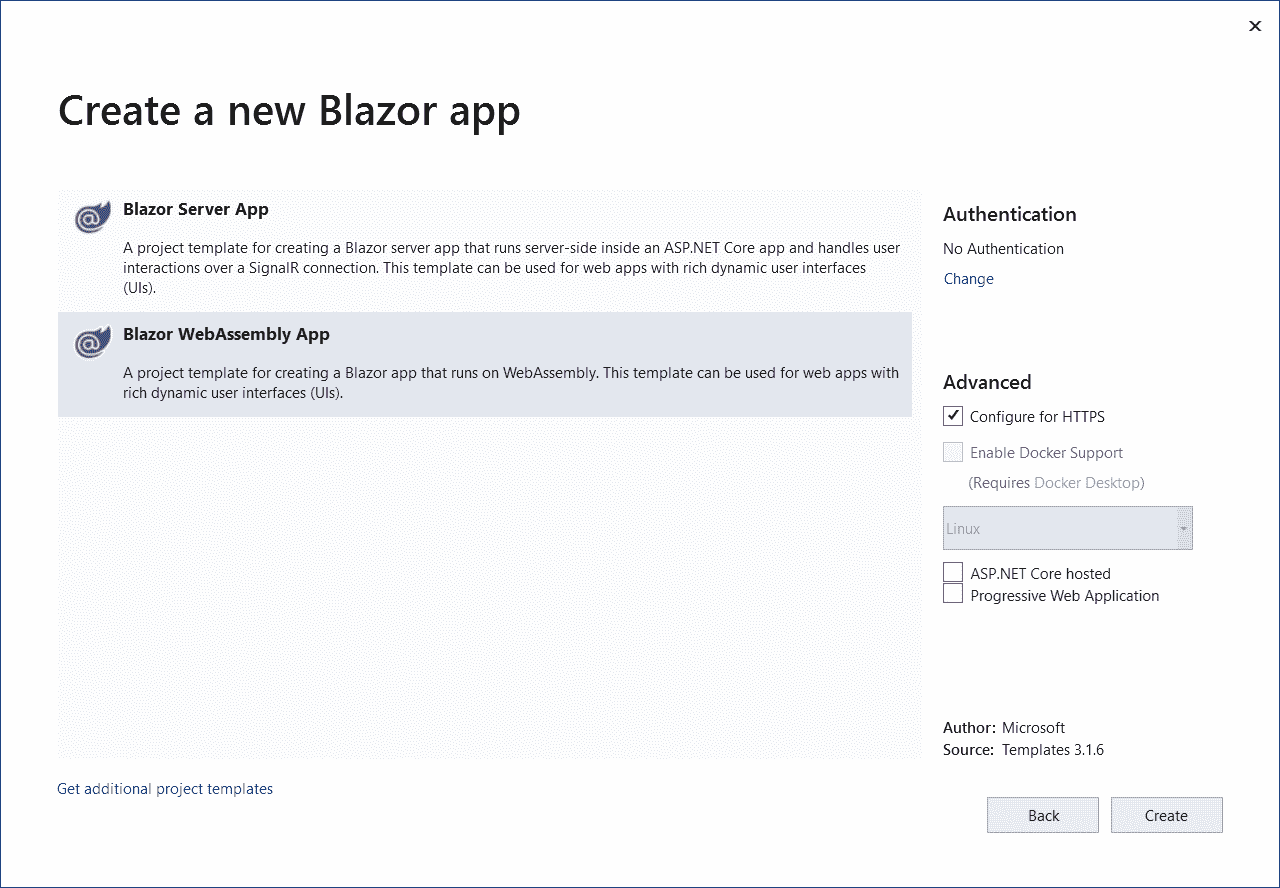 Create a new Blazor app
Blazor Server App
A project template for creating a Blazor server app that runs server-side inside an ASP.NET Core app and handles user
interactions over a SignalR connection. This template can be used for web apps with rich dynamic user interfaces
(UIs).
Blazor WebAssembly App
A project template for creating a Blazor app that runs on WebAssembly. This template can be used for web apps with
rich dynamic user interfaces (UIs).
Get additional project templates
Authentication
No Authentication
Change
Advanced
Configure for HTTPS
Enable Docker Support
(Requires Docker Desktop)
Linux
ASP.NET Core hosted
Progressive Web Application
Author: Microsoft
Source: Templates 3.1.6
Back
Create